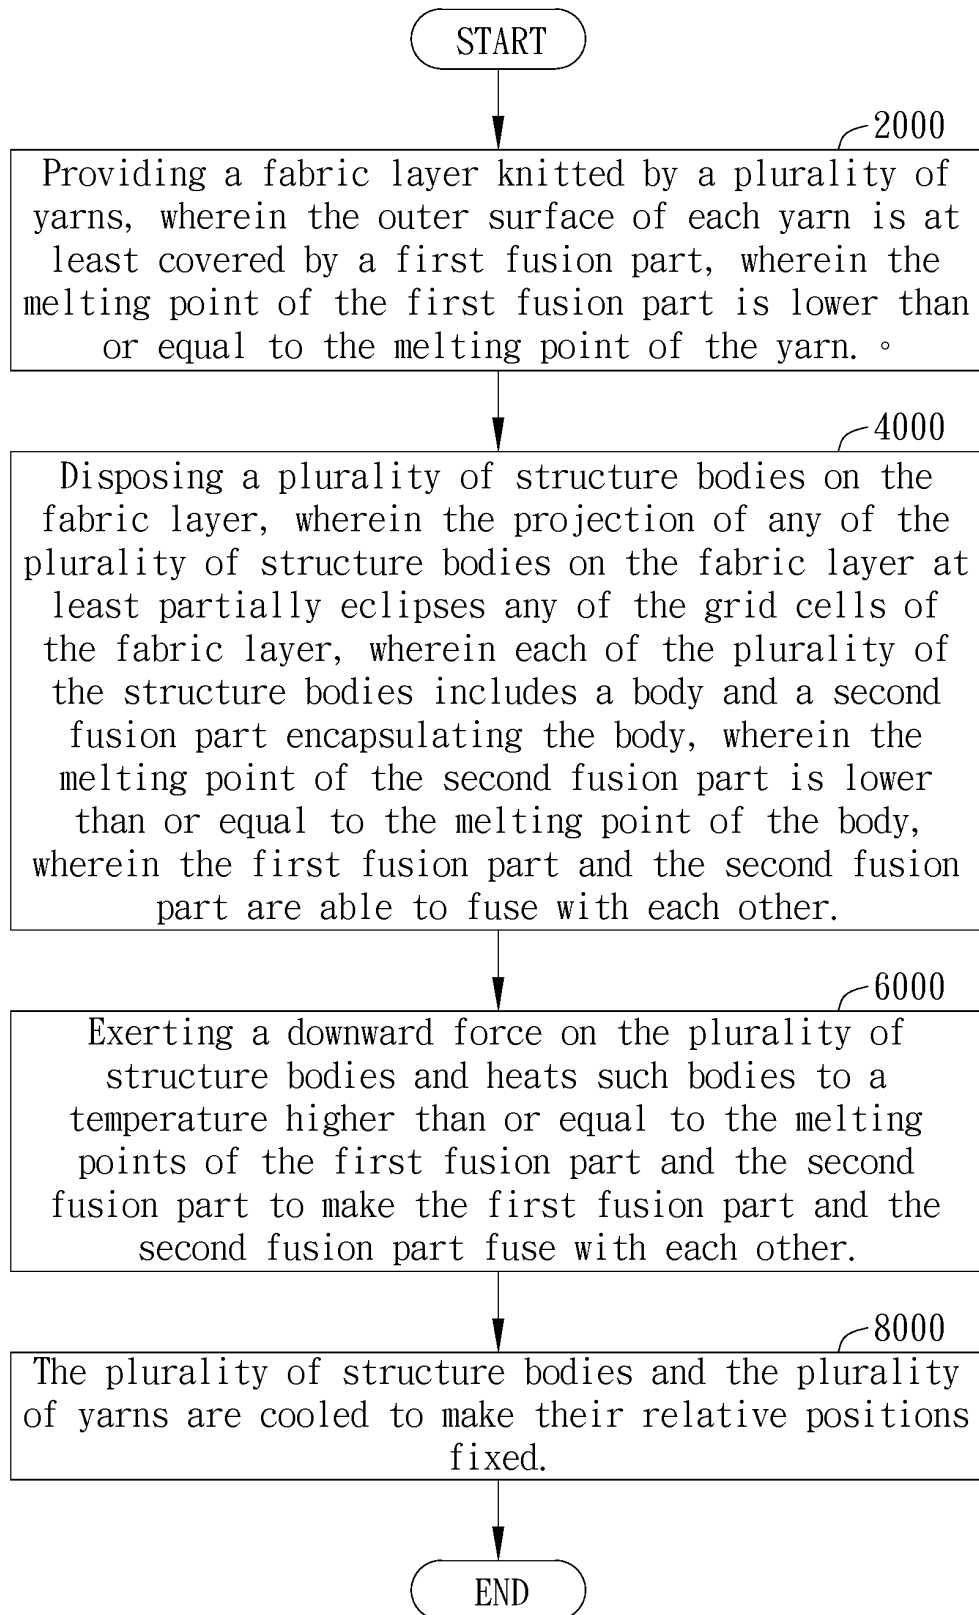 START
2000
Providing a fabric layer knitted by a plurality of
yarns, wherein the outer surface of each yarn is at
least covered by a first fusion part, wherein the
melting point of the first fusion part is lower than
or equal to the melting point of the yarn. 。
4000
Disposing a plurality of structure bodies on the
fabric layer, wherein the projection of any of the
plurality of structure bodies on the fabric layer at
least partially eclipses any of the grid cells of
the fabric layer, wherein each of the plurality of
the structure bodies includes a body and a second
fusion part encapsulating the body, wherein the
melting point of the second fusion part is lower
than or equal to the melting point of the body,
wherein the first fusion part and the second fusion
part are able to fuse with each other.
6000
Exerting a downward force on the plurality of
structure bodies and heats such bodies to a
temperature higher than or equal to the melting
points of the first fusion part and the second
fusion part to make the first fusion part and the
second fusion part fuse with each other.
8000
The plurality of structure bodies and the plurality
of yarns are cooled to make their relative positions
fixed.
END